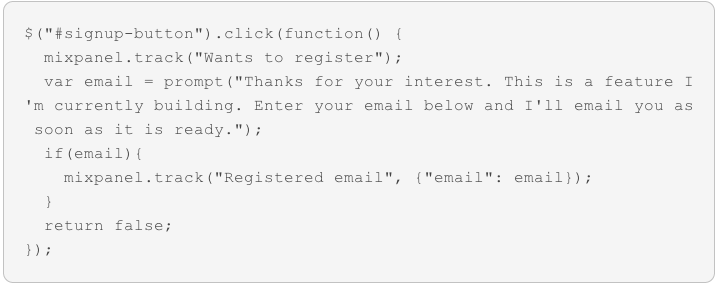 $("#signup-button").click(function() {
  mixpanel.track("Wants to register");
  var email = prompt("Thanks for your interest. This is a feature I
'm currently building. Enter your email below and I'll email you as
 soon as it is ready.");
  if(email){
    mixpanel.track("Registered email", {"email": email});
  }
  return false;
});